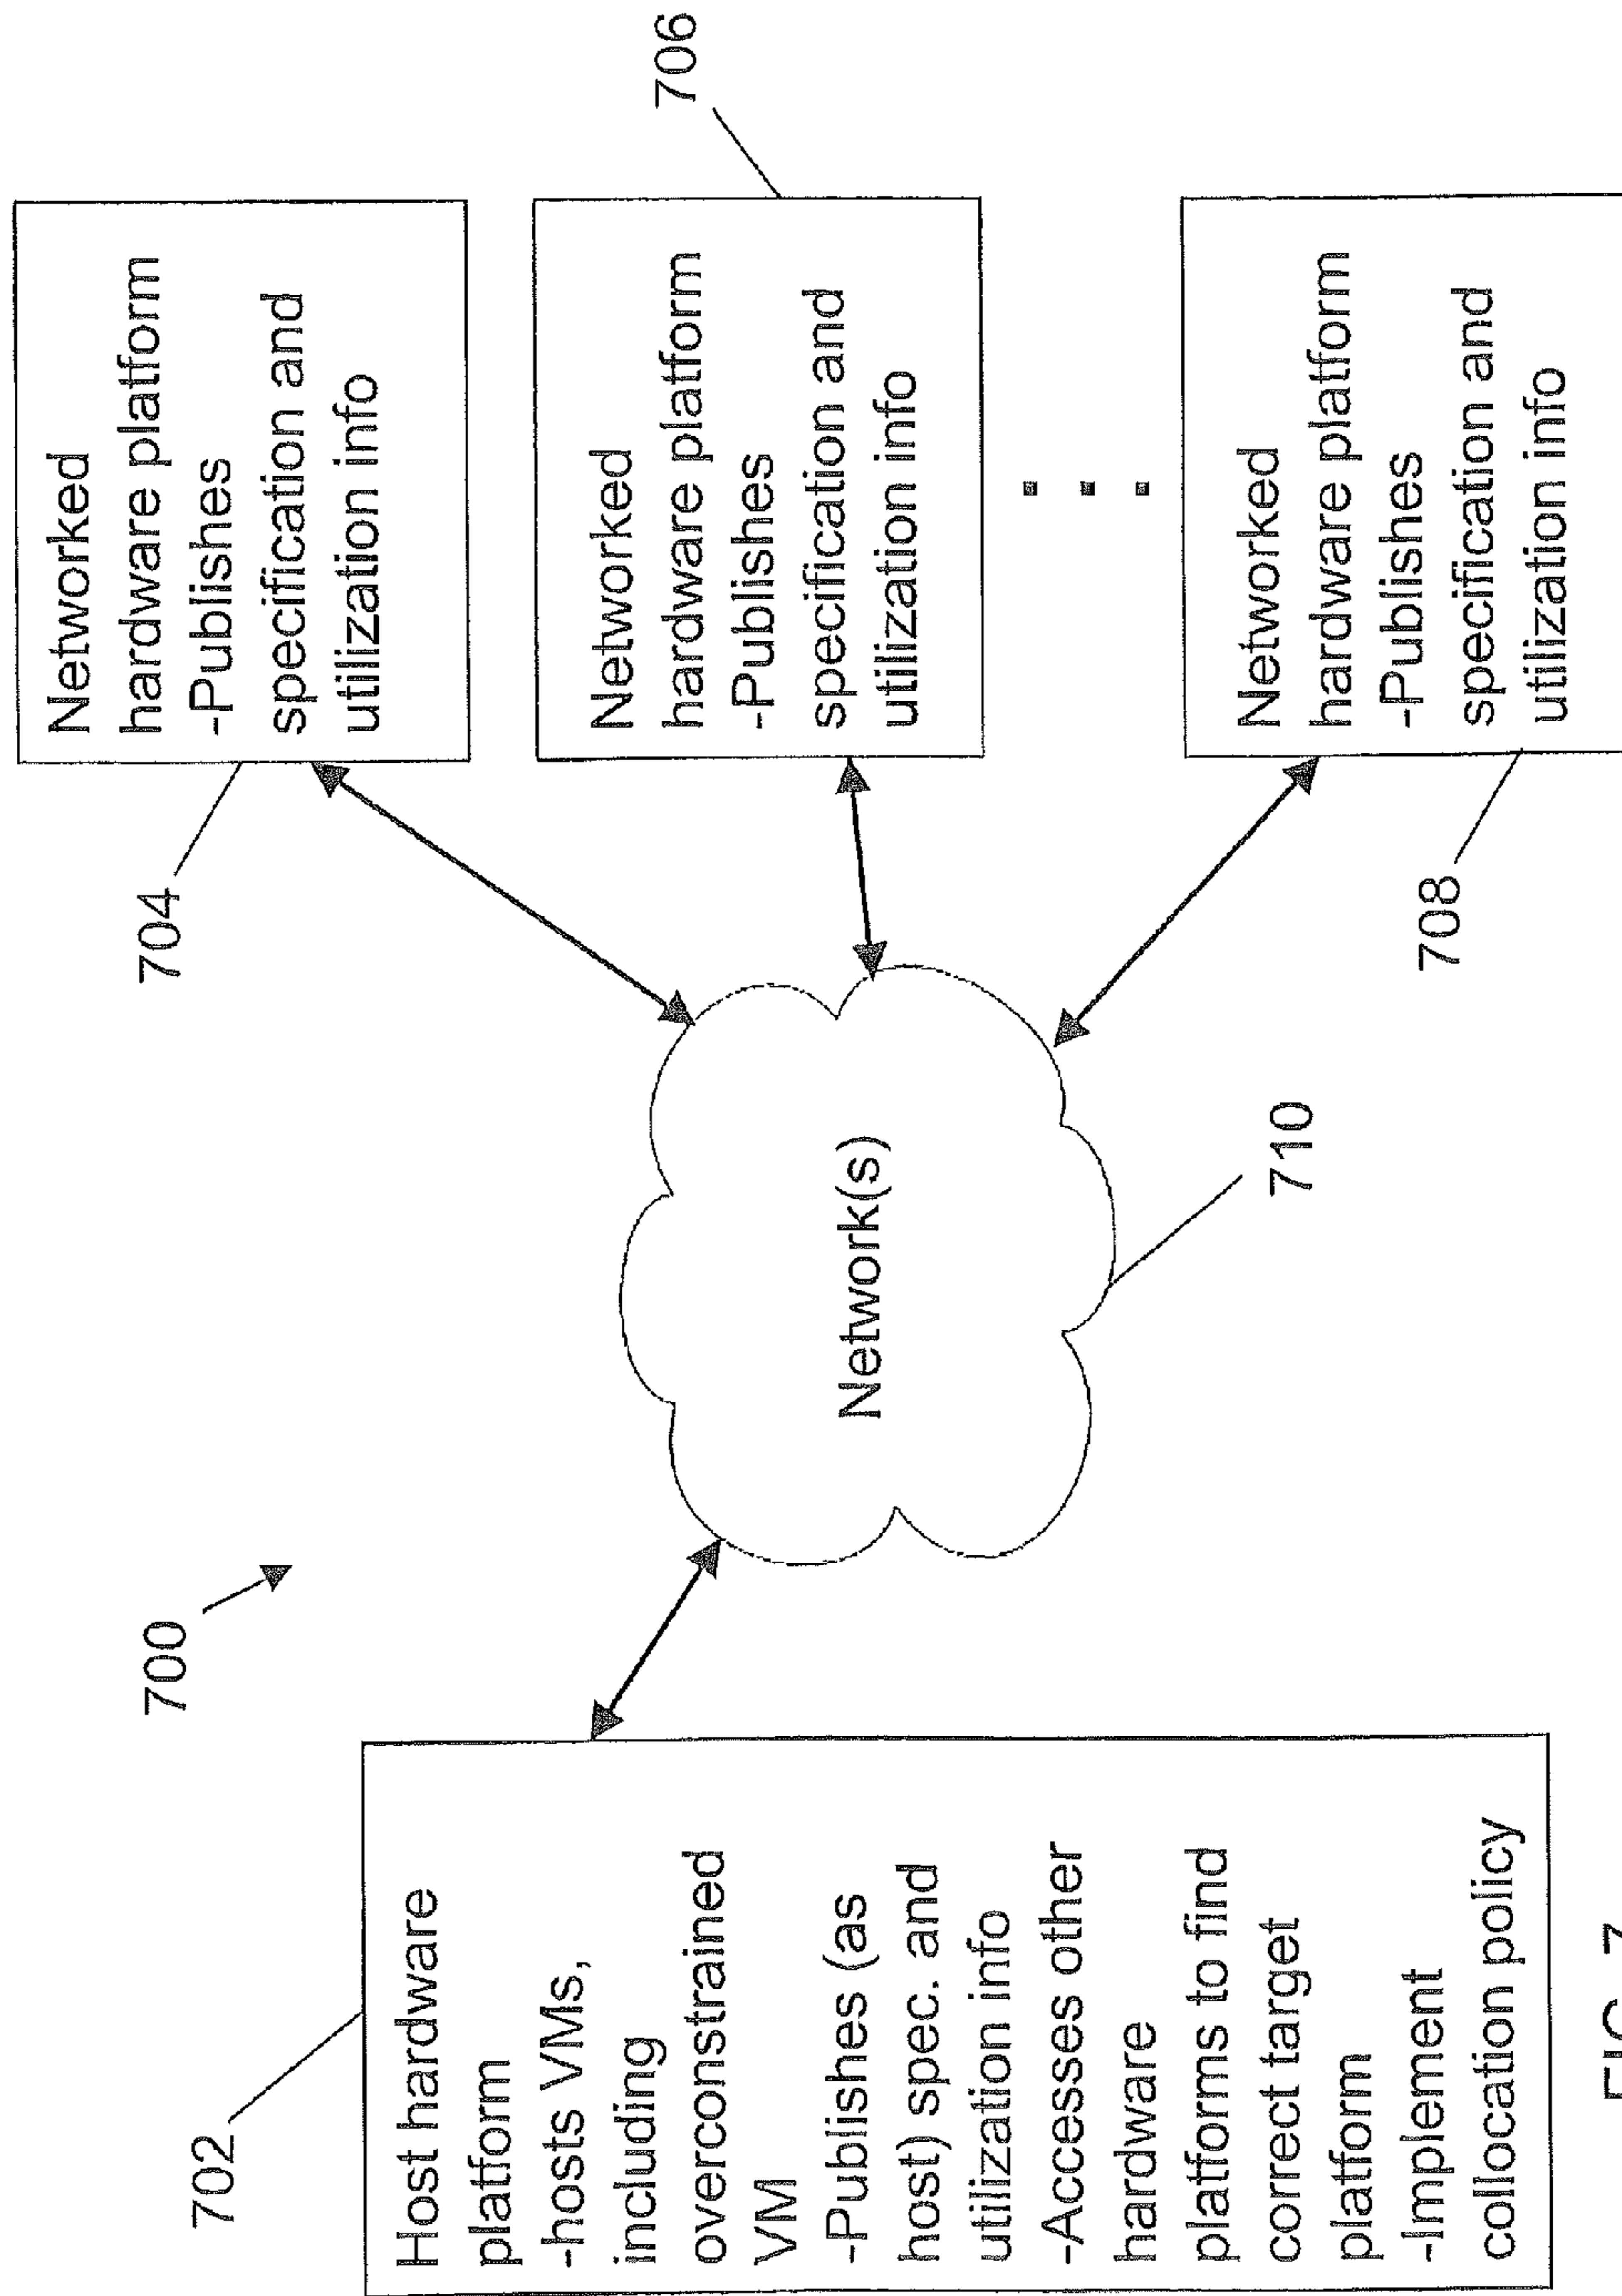 700
702
Host hardware
platform
-hosts VMs,
including
overconstrained
VM
-Publishes (as
host) spec. and
utilization info
-Accesses other
hardware
platforms to find
correct target
platform
-Implement
collocation policy
Network(s)
710
704
Networked
hardware platform
-Publishes
specification and
utilization info
706
Networked
hardware platform
-Publishes
specification and
utilization info
708
Networked
hardware platform
-Publishes
specification and
utilization info
FIG. 7